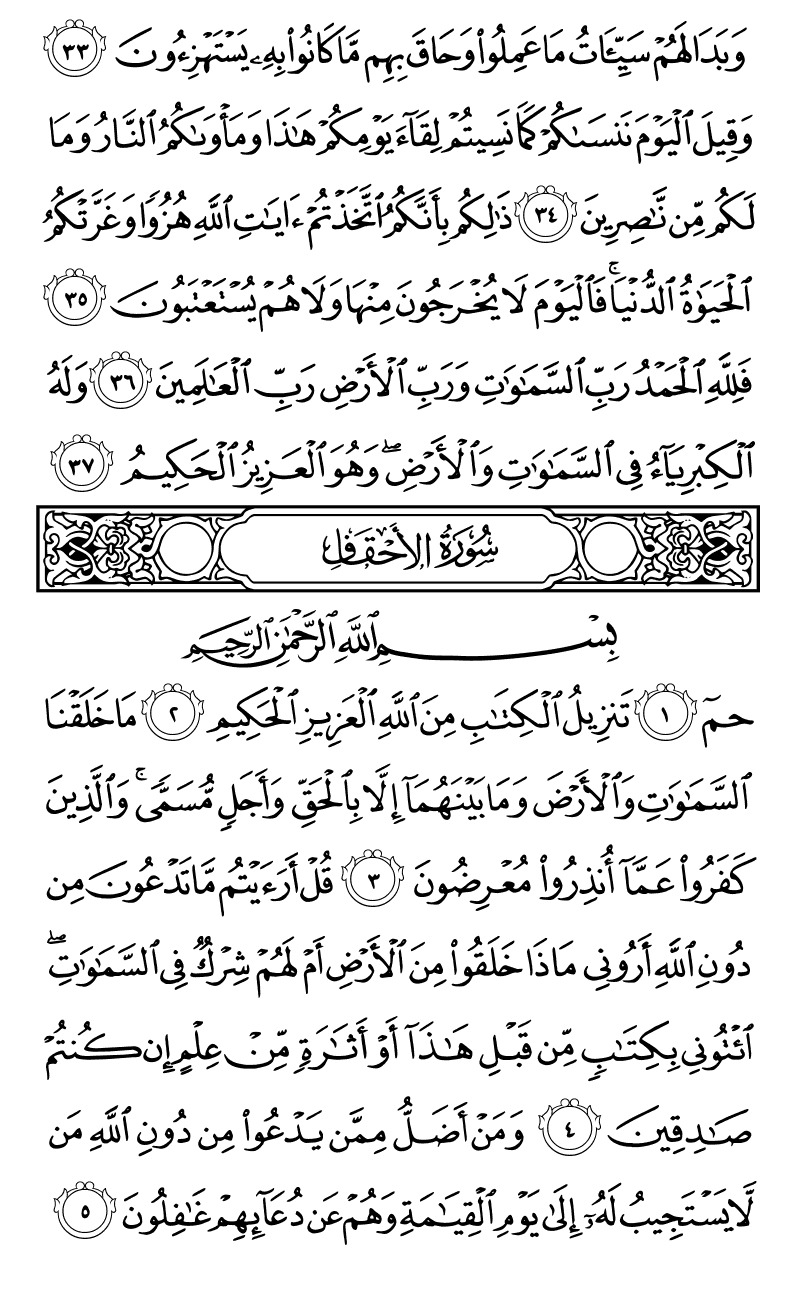 وَبَدَا لَهُمْ سَيِّـَٔاتُ مَا عَمِلُوا۟ وَحَاقَ بِهِم مَّا كَانُوا۟ بِهِۦ يَسْتَهْزِءُونَ ٣٣
وَقِيلَ ٱلْيَوْمَ نَنسَىٰكُمْ كَمَا نَسِيتُمْ لِقَآءَ يَوْمِكُمْ هَـٰذَا وَمَأْوَىٰكُمُ ٱلنَّارُ وَمَا
لَكُم مِّن نَّـٰصِرِينَ ٣٤ ذَٰلِكُم بِأَنَّكُمُ ٱتَّخَذْتُمْ ءَايَـٰتِ ٱللَّهِ هُزُوًا وَغَرَّتْكُمُ
ٱلْحَيَوٰةُ ٱلدُّنْيَا ۚ فَٱلْيَوْمَ لَا يُخْرَجُونَ مِنْهَا وَلَا هُمْ يُسْتَعْتَبُونَ ٣٥
فَلِلَّهِ ٱلْحَمْدُ رَبِّ ٱلسَّمَـٰوَٰتِ وَرَبِّ ٱلْأَرْضِ رَبِّ ٱلْعَـٰلَمِينَ ٣٦ وَلَهُ
ٱلْكِبْرِيَآءُ فِى ٱلسَّمَـٰوَٰتِ وَٱلْأَرْضِ ۖ وَهُوَ ٱلْعَزِيزُ ٱلْحَكِيمُ ٣٧
سُورَةُ الأَحْقَافِ
بِسْمِ ٱللَّهِ ٱلرَّحْمَـٰنِ ٱلرَّحِيمِ
حمٓ ١ تَنزِيلُ ٱلْكِتَـٰبِ مِنَ ٱللَّهِ ٱلْعَزِيزِ ٱلْحَكِيمِ ٢ مَا خَلَقْنَا
ٱلسَّمَـٰوَٰتِ وَٱلْأَرْضَ وَمَا بَيْنَهُمَآ إِلَّا بِٱلْحَقِّ وَأَجَلٍ مُّسَمًّى ۚ وَٱلَّذِينَ
كَفَرُوا۟ عَمَّآ أُنذِرُوا۟ مُعْرِضُونَ ٣ قُلْ أَرَءَيْتُم مَّا تَدْعُونَ مِن
دُونِ ٱللَّهِ أَرُونِى مَاذَا خَلَقُوا۟ مِنَ ٱلْأَرْضِ أَمْ لَهُمْ شِرْكٌ فِى ٱلسَّمَـٰوَٰتِ ۖ
ٱئْتُونِى بِكِتَـٰبٍ مِّن قَبْلِ هَـٰذَآ أَوْ أَثَـٰرَةٍ مِّنْ عِلْمٍ إِن كُنتُمْ
صَـٰدِقِينَ ٤ وَمَنْ أَضَلُّ مِمَّن يَدْعُوا۟ مِن دُونِ ٱللَّهِ مَن
لَّا يَسْتَجِيبُ لَهُۥٓ إِلَىٰ يَوْمِ ٱلْقِيَـٰمَةِ وَهُمْ عَن دُعَآئِهِمْ غَـٰفِلُونَ ٥